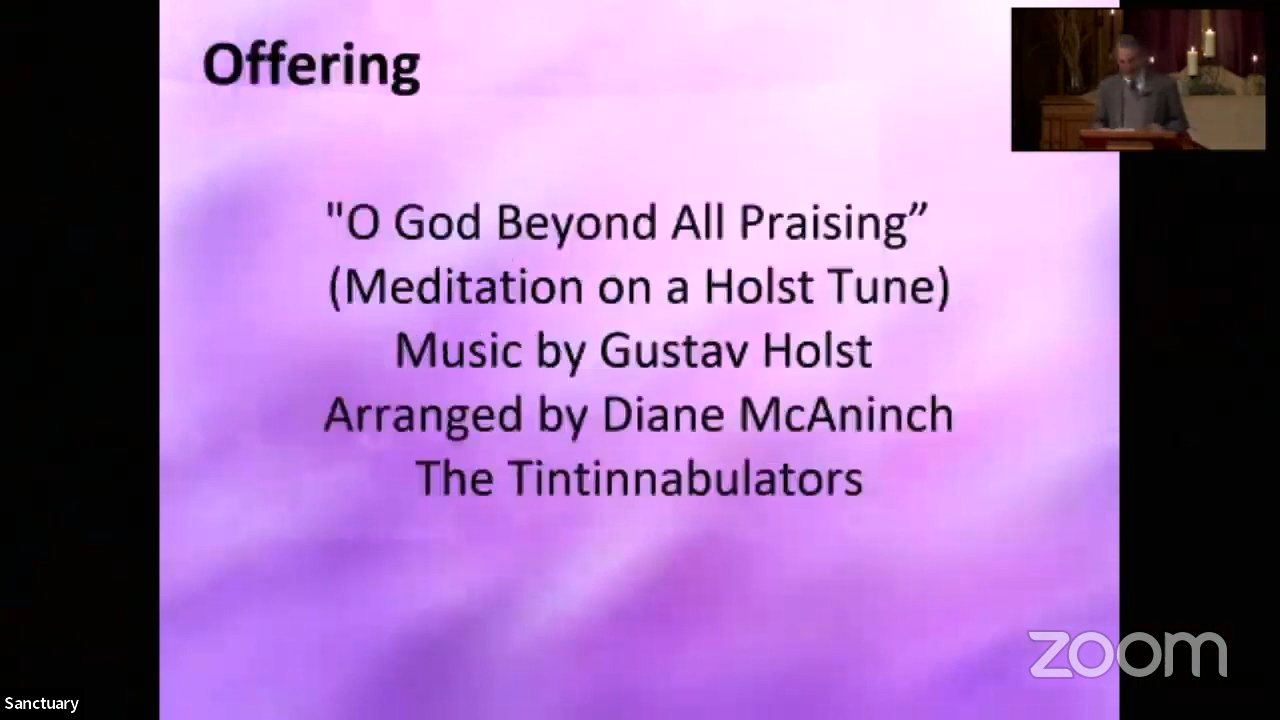 Offering
"O God Beyond All Praising”
(Meditation on a Holst Tune)
Music by Gustav Holst
Arranged by Diane McAninch
The Tintinnabulators
zoom
Sanctuary